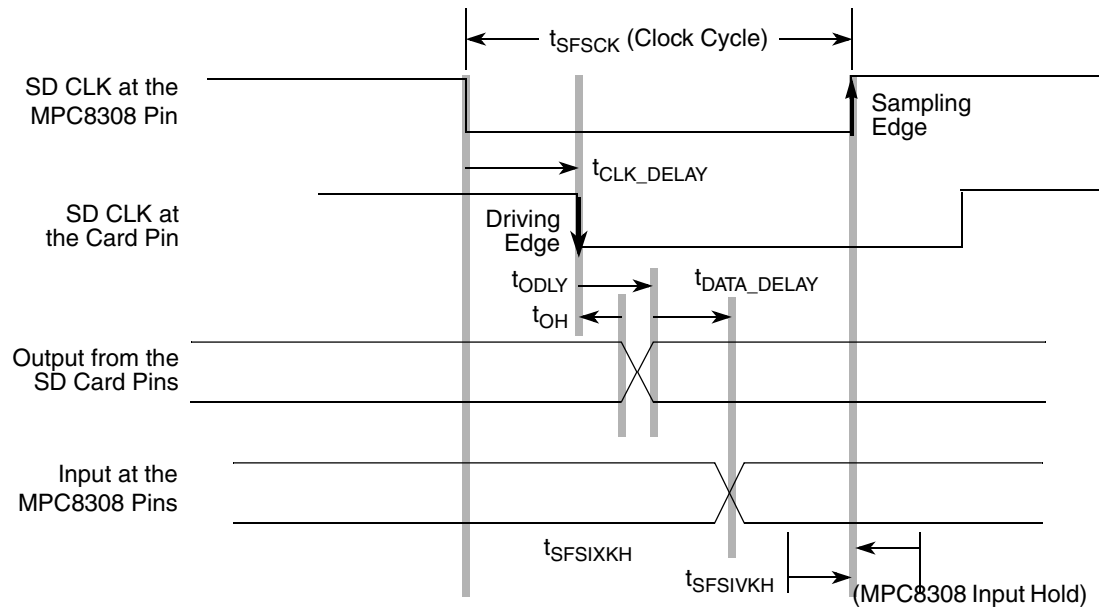 tSFSCK (Clock Cycle)
SD CLK at the
MPC8308 Pin
Sampling
Edge
tCLK_DELAY
SD CLK at
the Card Pin
Driving
Edge
tODLY
tDATA_DELAY
tOH
Output from the
SD Card Pins
Input at the
MPC8308 Pins
tSFSIXKH
tSFSIVKH
(MPC8308 Input Hold)